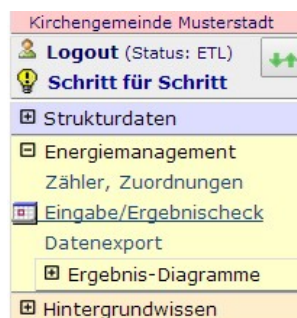 Kirchengemeinde Musterstadt
Logout (Status: ETL)
Schritt für Schritt
Strukturdaten
Energiemanagement
Zähler, Zuordnungen
Eingabe/Ergebnischeck
Datenexport
Ergebnis-Diagramme
Hintergrundwissen